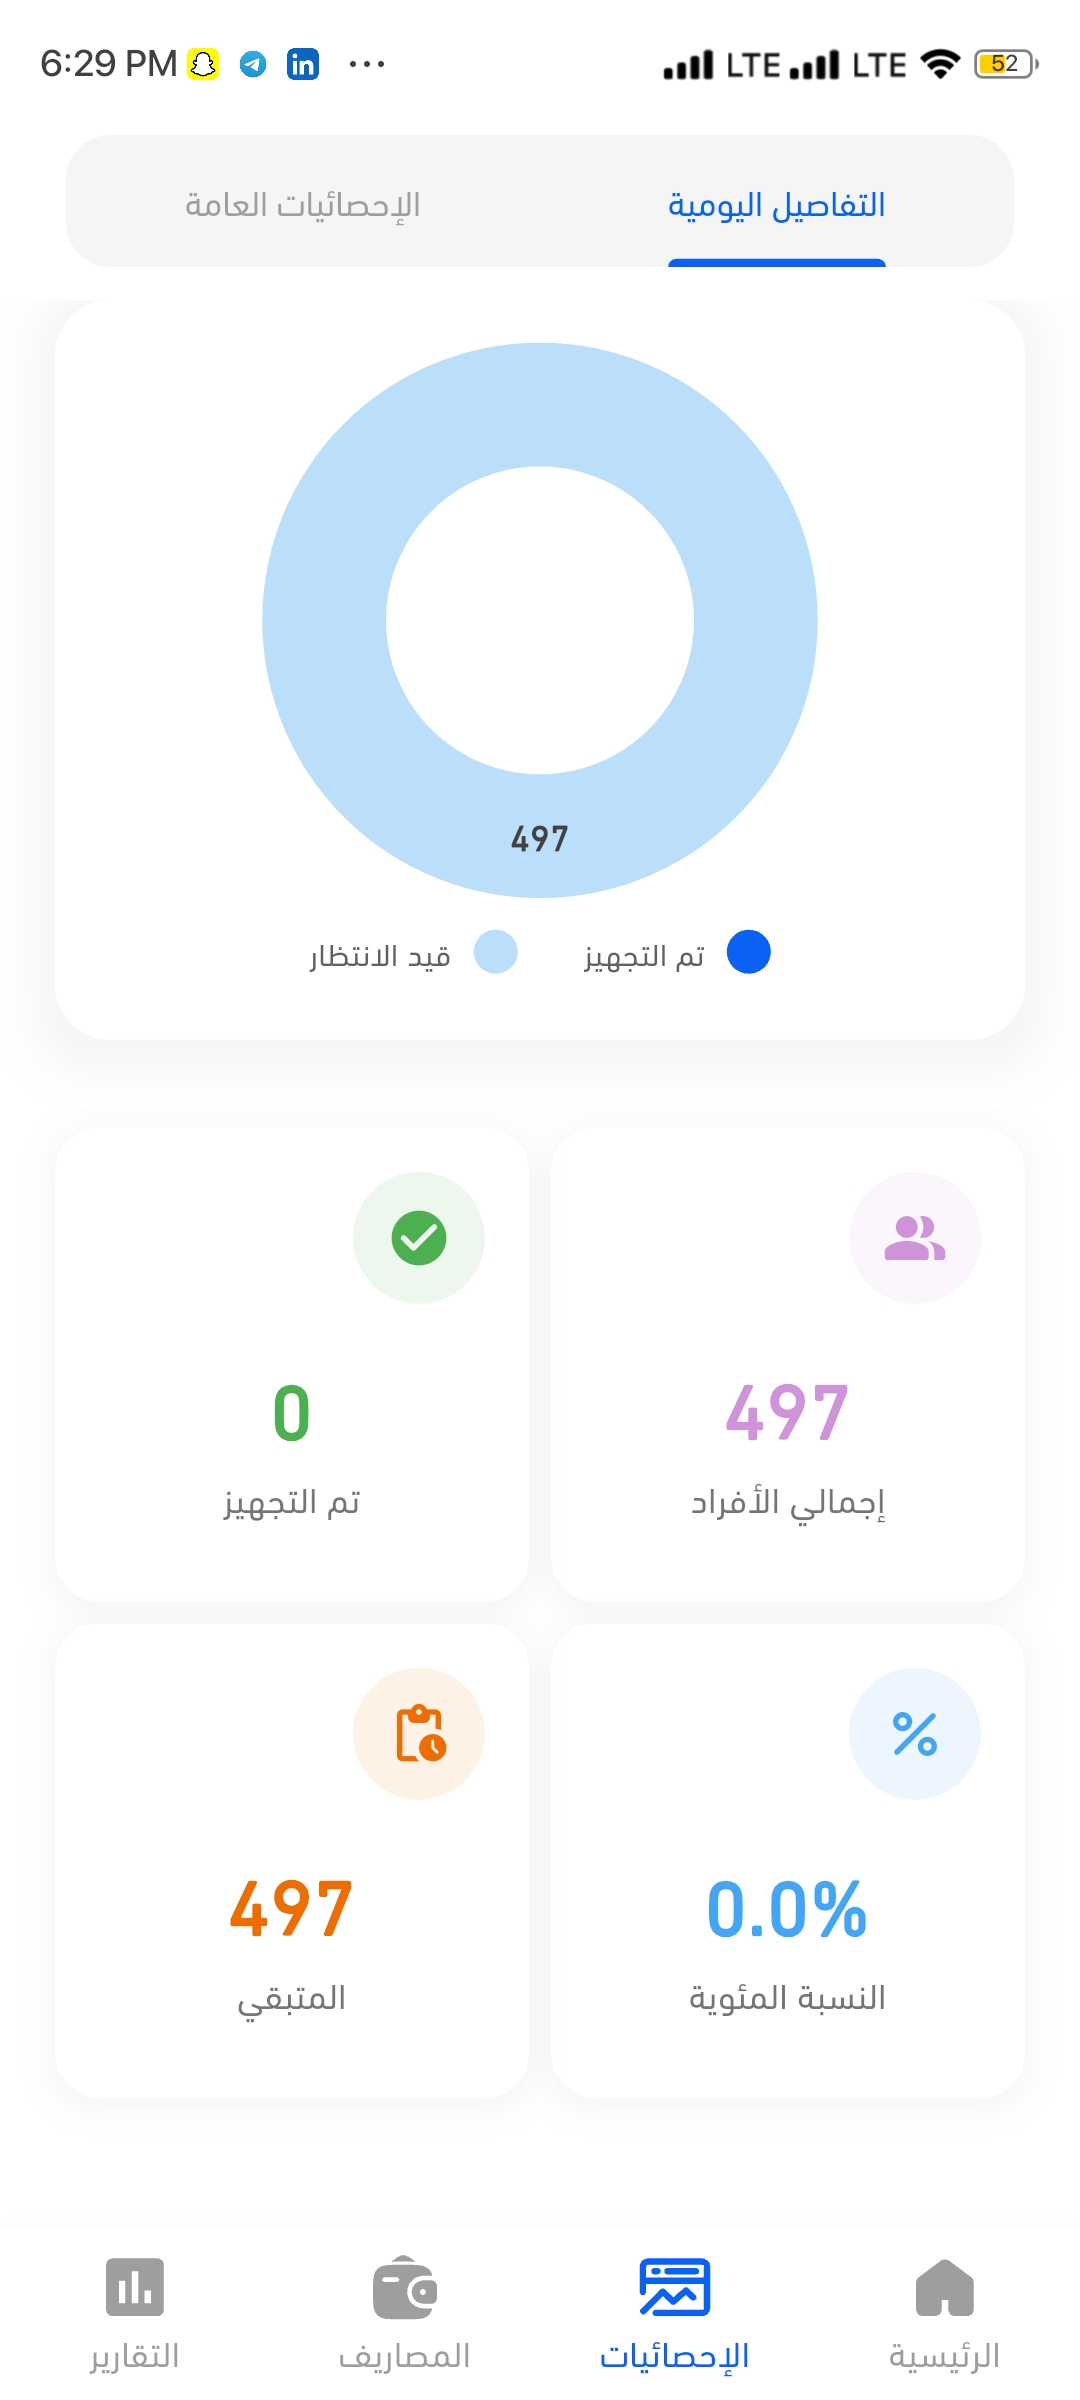 6:29 PM in ... LTE LTE 52
التفاصيل اليومية
الإحصائيات العامة
497
تم التجهيز
قيد الانتظار
497
إجمالي الأفراد
0
تم التجهيز
0.0%
النسبة المئوية
497
المتبقي
الرئيسية
الإحصائيات
المصاريف
التقارير